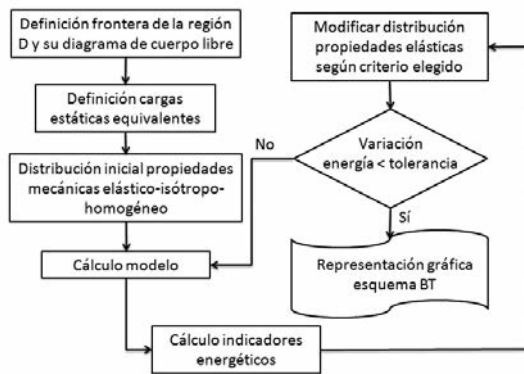 Definición frontera de la región
D y su diagrama de cuerpo libre
Definición cargas
estáticas equivalentes
Distribución inicial propiedades
mecánicas elástico-isótropo-
homogéneo
Cálculo modelo
Cálculo indicadores
energéticos
Modificar distribución
propiedades elásticas
según criterio elegido
Variación
energía < tolerancia
No
Sí
Representación gráfica
esquema BT